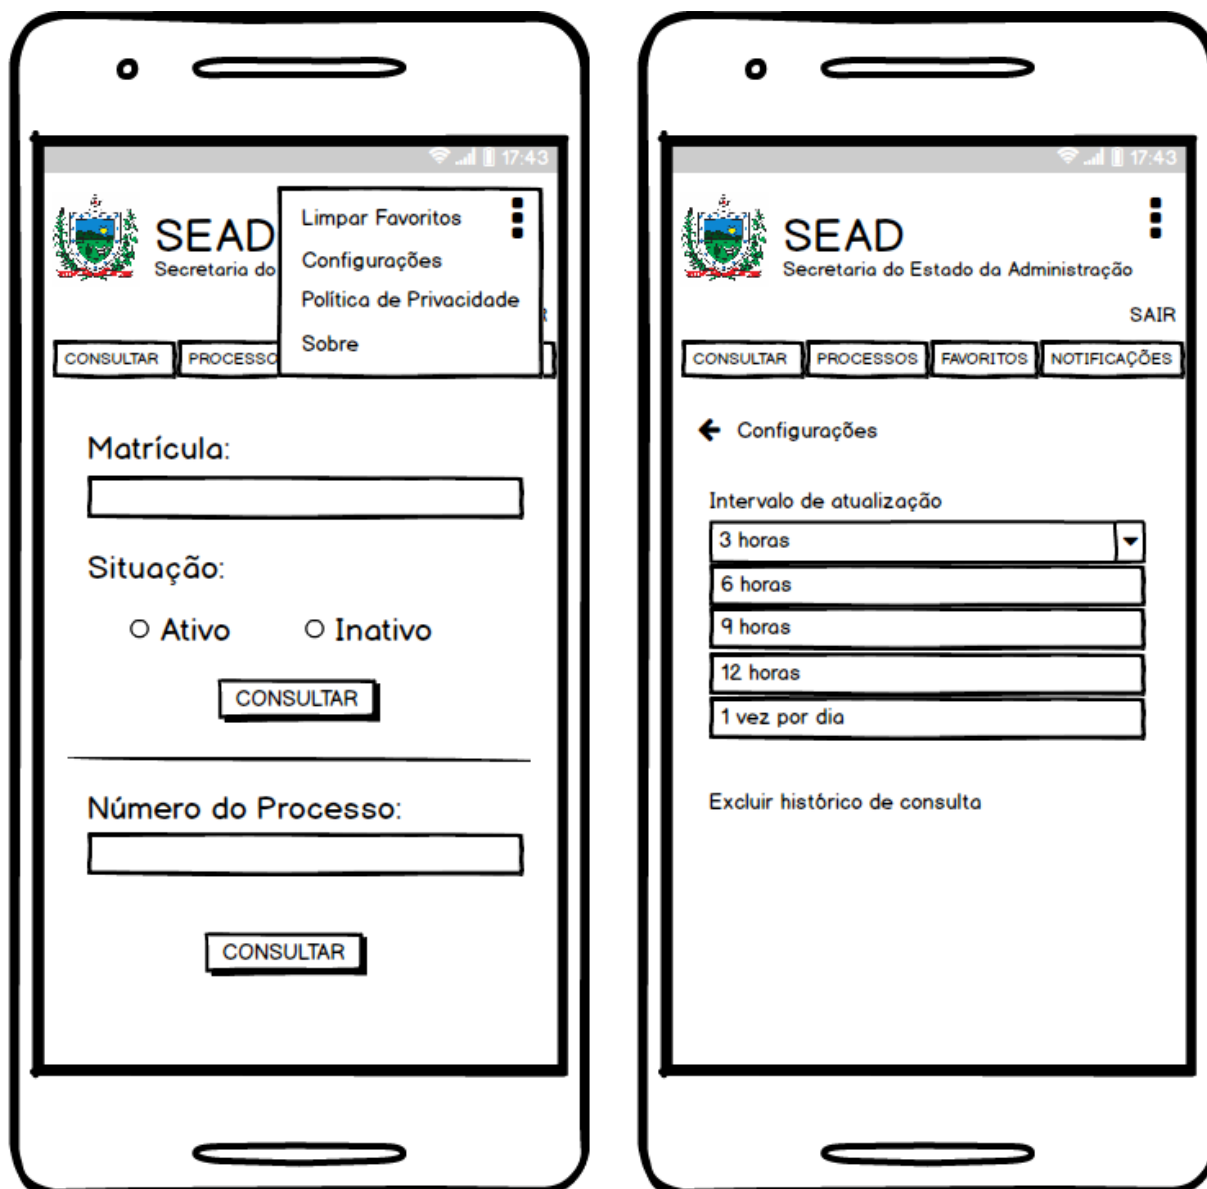 17:43
SEAD
Secretaria do
Limpar Favoritos
Configurações
Política de Privacidade
Sobre
CONSULTAR
PROCESSO
Matrícula:
Situação:
Ativo Inativo
CONSULTAR
Número do Processo:
CONSULTAR
17:43
SEAD
Secretaria do Estado da Administração
SAIR
CONSULTAR PROCESSOS FAVORITOS NOTIFICAÇÕES
Configurações
Intervalo de atualização
3 horas
6 horas
9 horas
12 horas
1 vez por dia
Excluir histórico de consulta